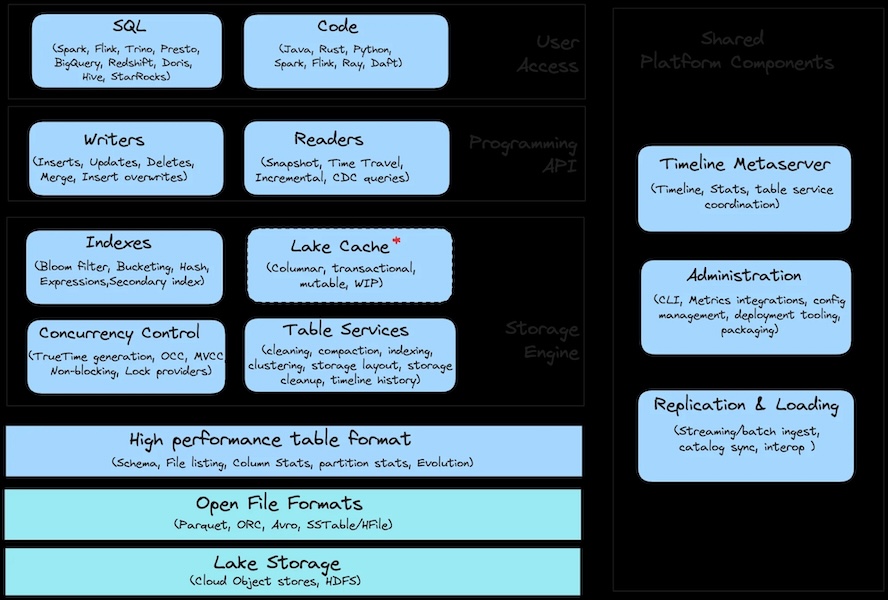 SQL
(Spark, Flink, Trino, Presto,
BigQuery, Redshift, Doris,
Hive, StarRocks)
Code
(Java, Rust, Python,
Spark, Flink, Ray, Daft)
User
Access
Writers
(Inserts, Updates, Deletes,
Merge, Insert overwrites)
Readers
(Snapshot, Time Travel,
Incremental, CDC queries)
Programming
API
Indexes
(Bloom filter, Bucketing, Hash,
Expressions,Secondary index)
Lake Cache*
(Columnar, transactional,
mutable, WIP)
Concurrency Control
(TrueTime generation, OCC, MVCC
Non-blocking, Lock providers)
Table Services
(cleaning, compaction, indexing,
clustering, storage layout, storage
cleanup, timeline history)
Storage
Engine
High performance table format
(Schema, File listing, Column Stats, partition stats, Evolution)
Open File Formats
(Parquet, ORC, Avro, SSTable/HFile)
Lake Storage
(Cloud Object stores, HDFS)
Shared
Platform Components
Timeline Metaserver
(Timeline, Stats, table service
coordination)
Administration
(CLI, Metrics integrations, config
management, deployment tooling,
packaging)
Replication & Loading
(Streaming/batch ingest,
catalog sync, interop )